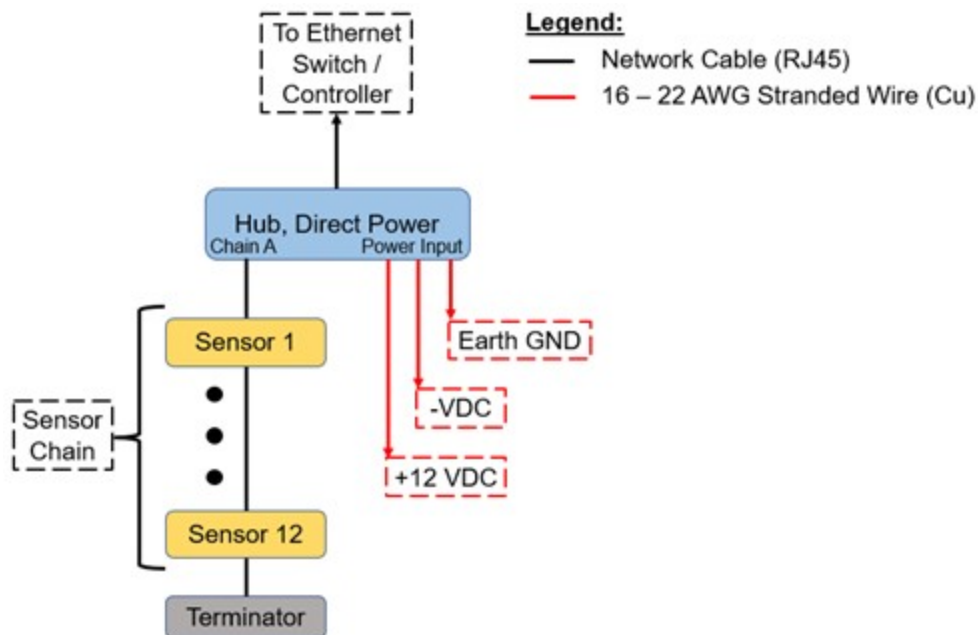 To Ethernet
Switch /
Controller
Legend:
Network Cable (RJ45)
16 – 22 AWG Stranded Wire (Cu)
Hub, Direct Power
Chain A
Power Input
Sensor 1
Earth GND
-VDC
Sensor
Chain
+12 VDC
Sensor 12
Terminator